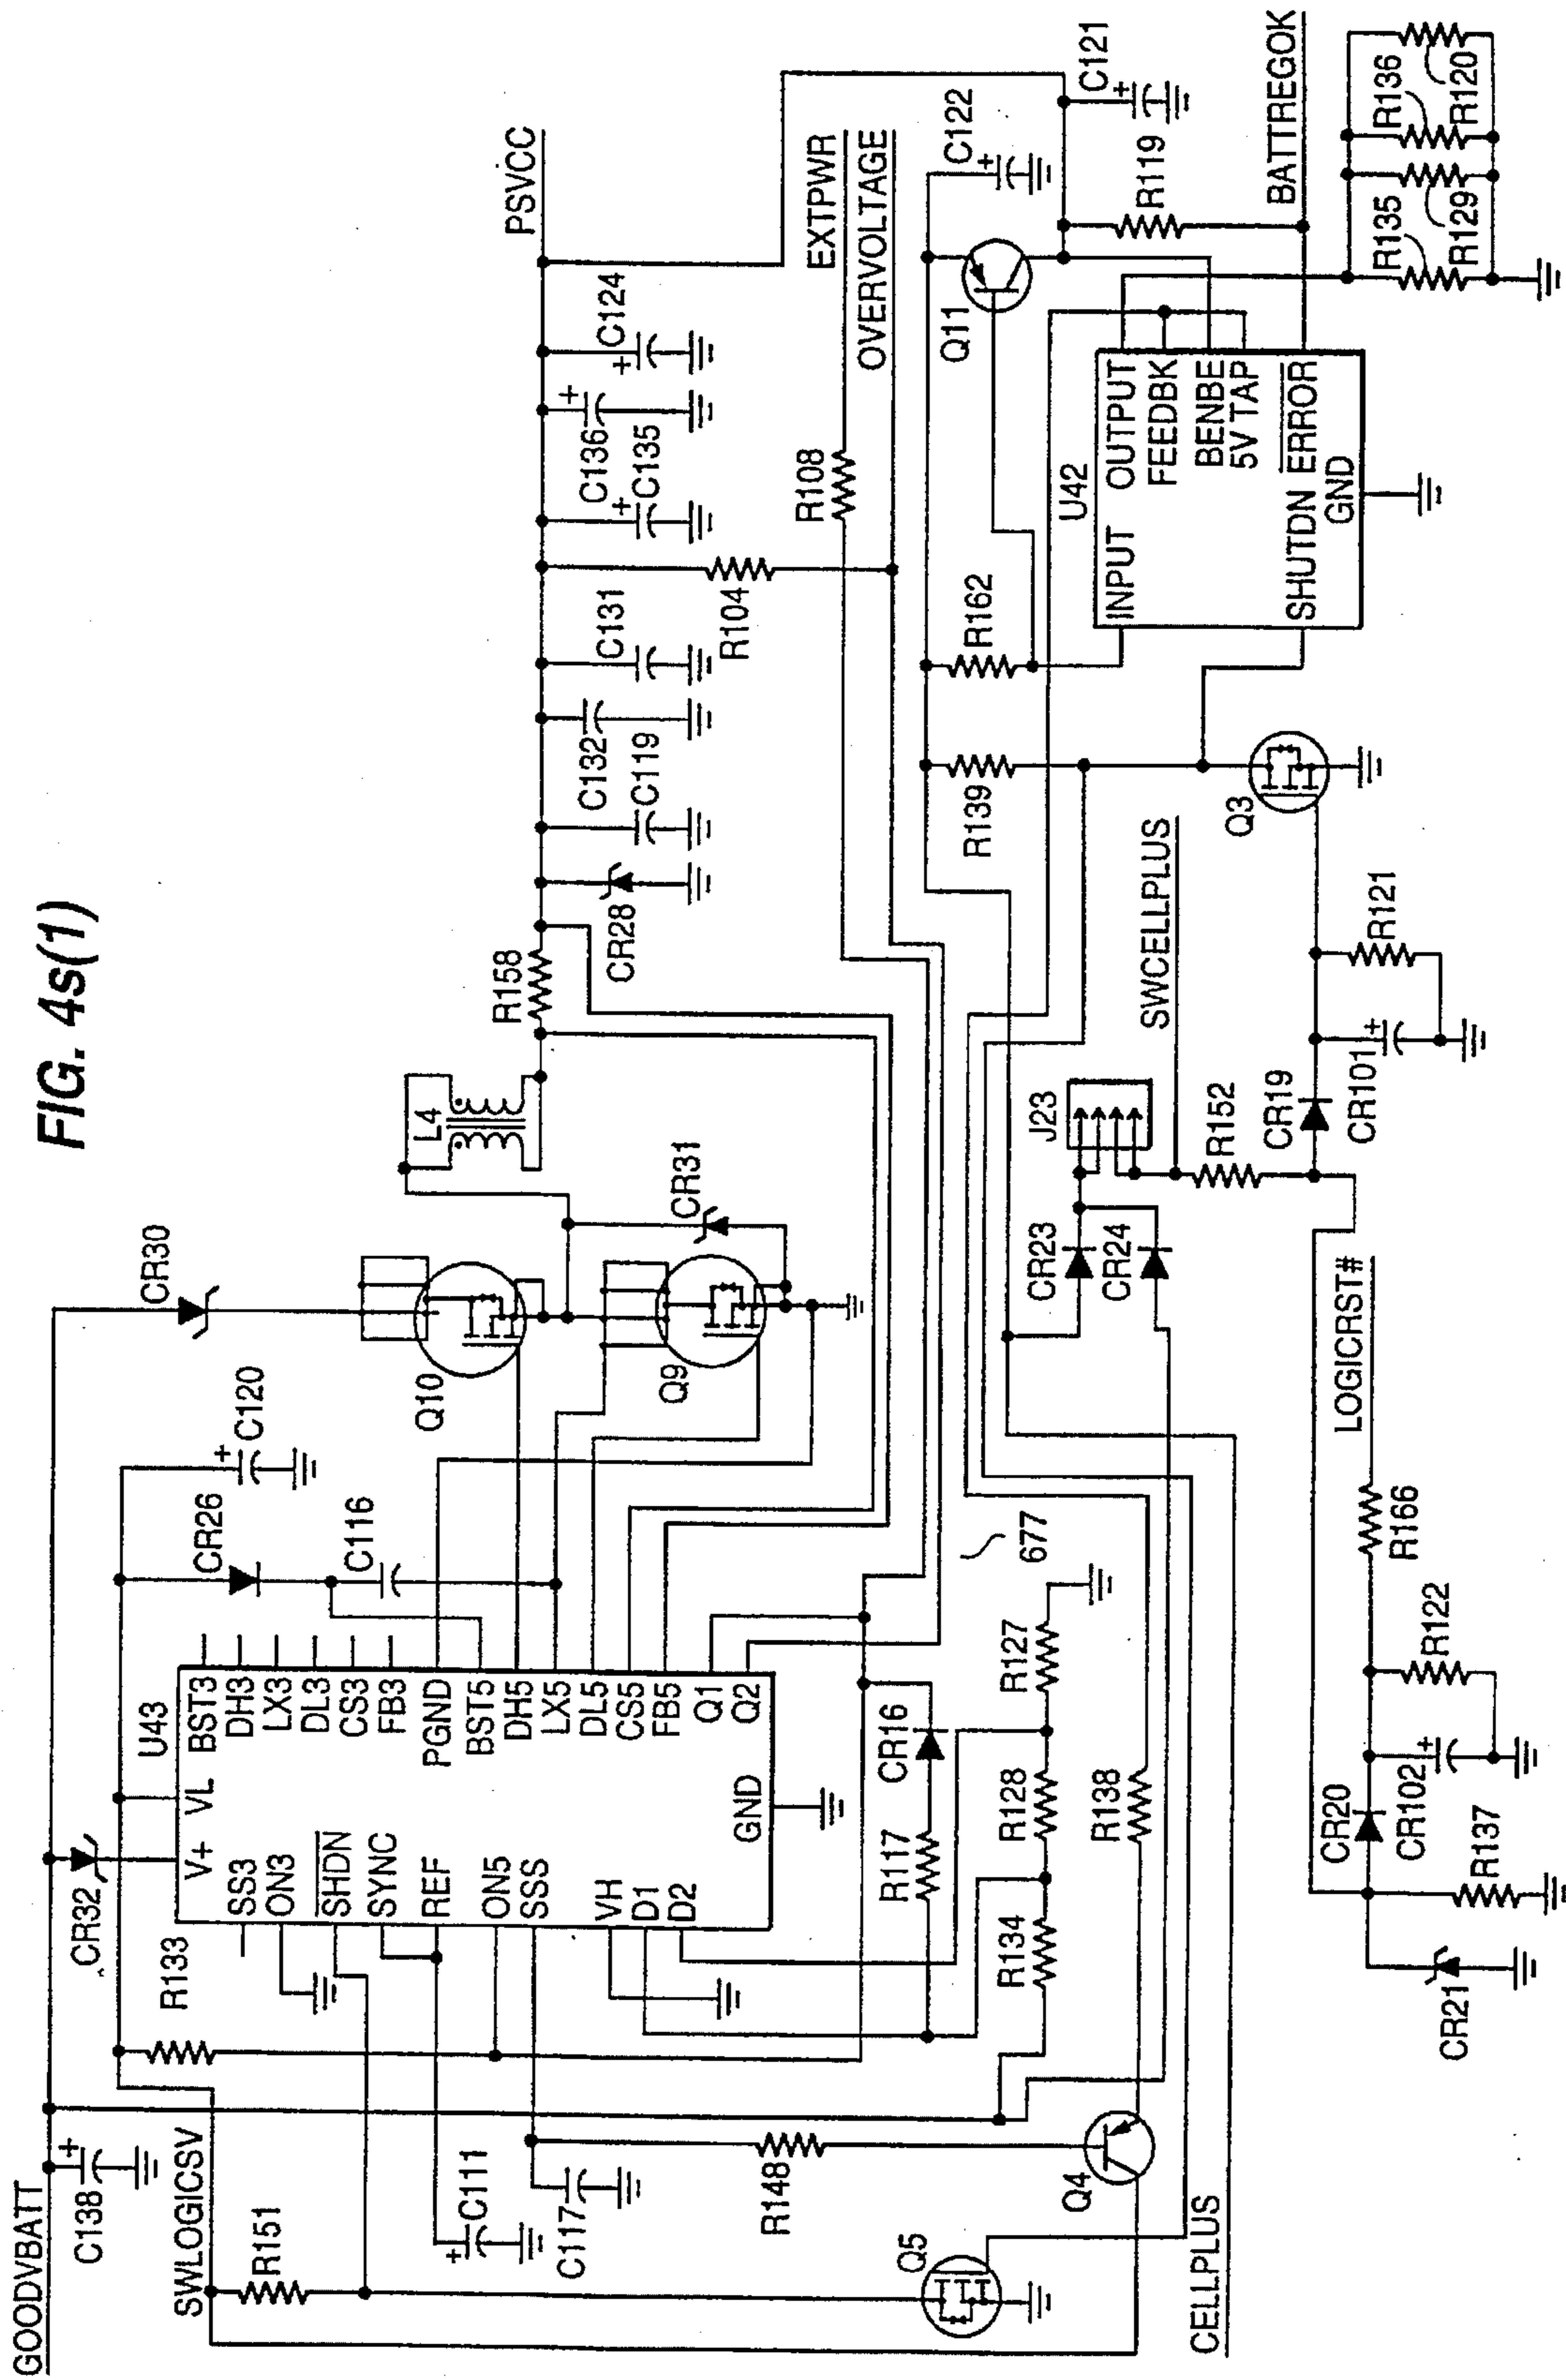 FIG. 4s(1)
GOODVBATT
C138
+
SWLOGICSV
R151
R133
CR32
V+
VL
U43
SS3
ON3
SHDN
SYNC
REF
ON5
SSS
VH
D1
D2
GND
BST3
DH3
LX3
DL3
CS3
FB3
PGND
BST5
DH5
LX5
DL5
CS5
FB5
Q1
Q2
CR26
C116
C120
+
CR30
Q10
Q9
CR31
L4
R158
CR28
C119
C132
C131
R104
C135
+
C136
+
C124
+
PSVCC
R108
EXTPWR
OVERVOLTAGE
C111
+
C117
R148
Q5
Q4
R117
CR16
R134
R128
R127
R138
677
CELLPLUS
CR23
CR24
J23
SWCELLPLUS
R152
CR19
CR101
+
R121
Q3
R139
R162
Q11
C122
+
C121
+
R119
U42
INPUT
OUTPUT
FEEDBK
BENBE
5V TAP
SHUTDN
ERROR
GND
BATTREGOK
R135
R129
R136
R120
LOGICRST#
R166
R122
CR102
+
CR20
R137
CR21